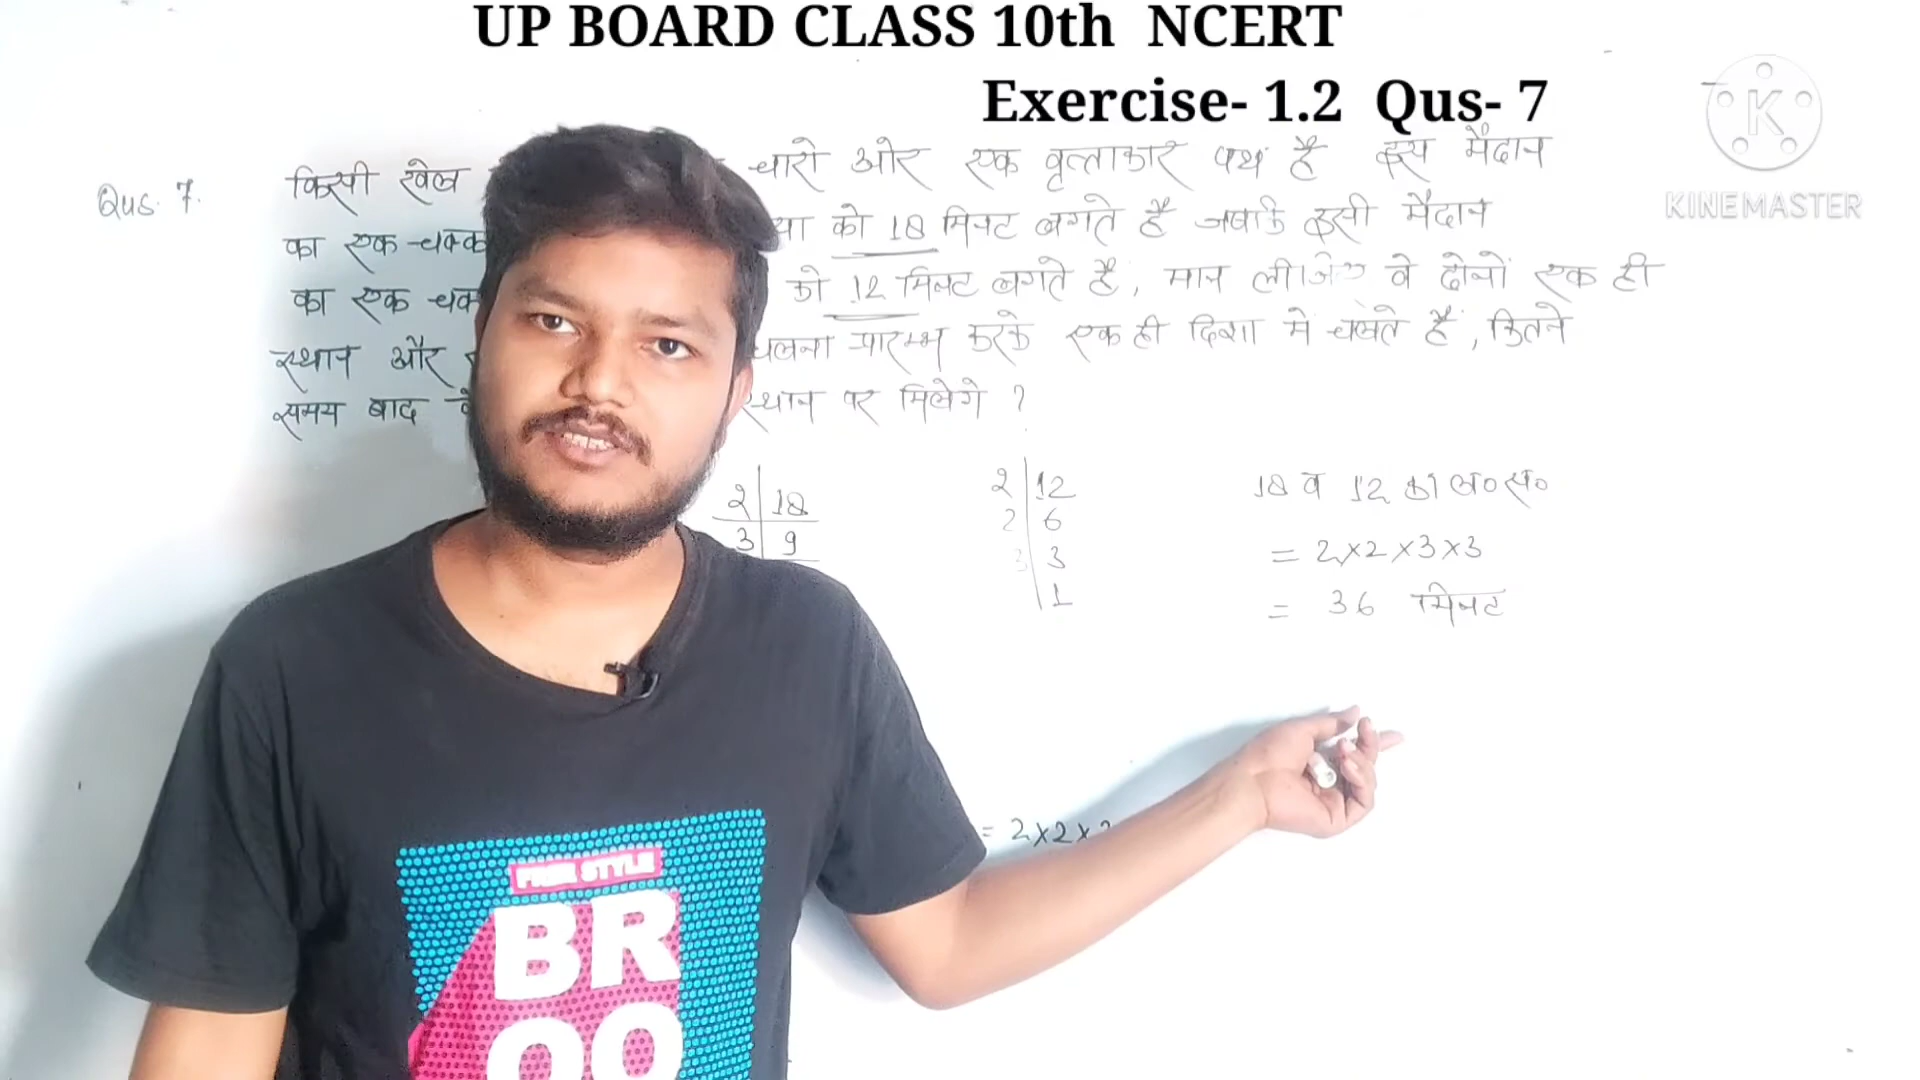 UP BOARD CLASS 10th NCERT
Exercise- 1.2 Qus- 7
KINEMASTER
Qus. 7. किसी खेल चारो ओर एक वृत्ताकार पथ है इस मैदान
का एक चक्क या को 18 मिनट लगते है जबकि इसी मैदान
का एक चक्क को 12 मिनट लगते है, मान लीजिए वे दोनों एक ही
स्थान और चलना प्रारम्भ करके एक ही दिशा में चलते हैं, कितने
समय बाद वे स्थान पर मिलेगे ?
2 18
3 9
2 12
2 6
3 3
1
18 व 12 का ल० स०
= 2×2×3×3
= 36 मिनट
= 2×2×
FREE STYLE
BR
OO